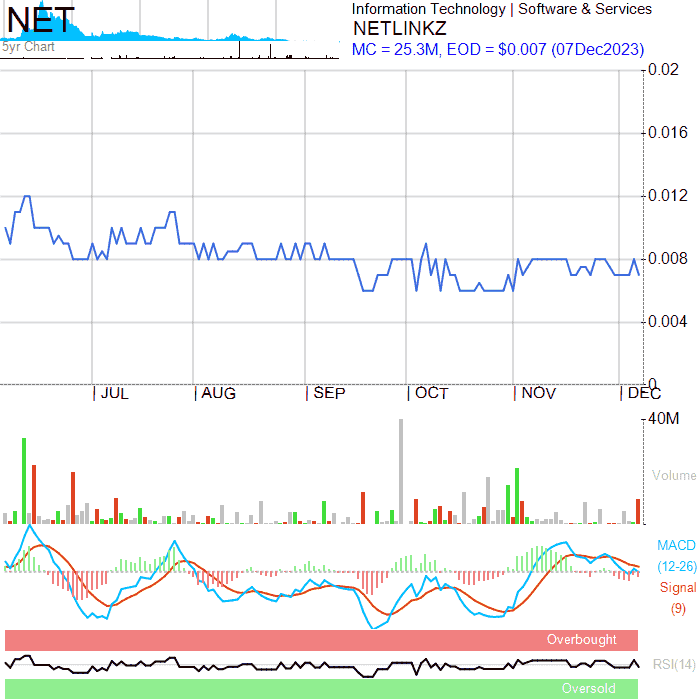 NET
5yr Chart
Information Technology | Software & Services
NETLINKZ
MC = 25.3M, EOD = $0.007 (07Dec2023)
0.02
0.016
0.012
0.008
0.004
0
JUL AUG SEP OCT NOV DEC
40M
Volume
MACD
(12-26)
Signal
(9)
Overbought
RSI(14)
Oversold